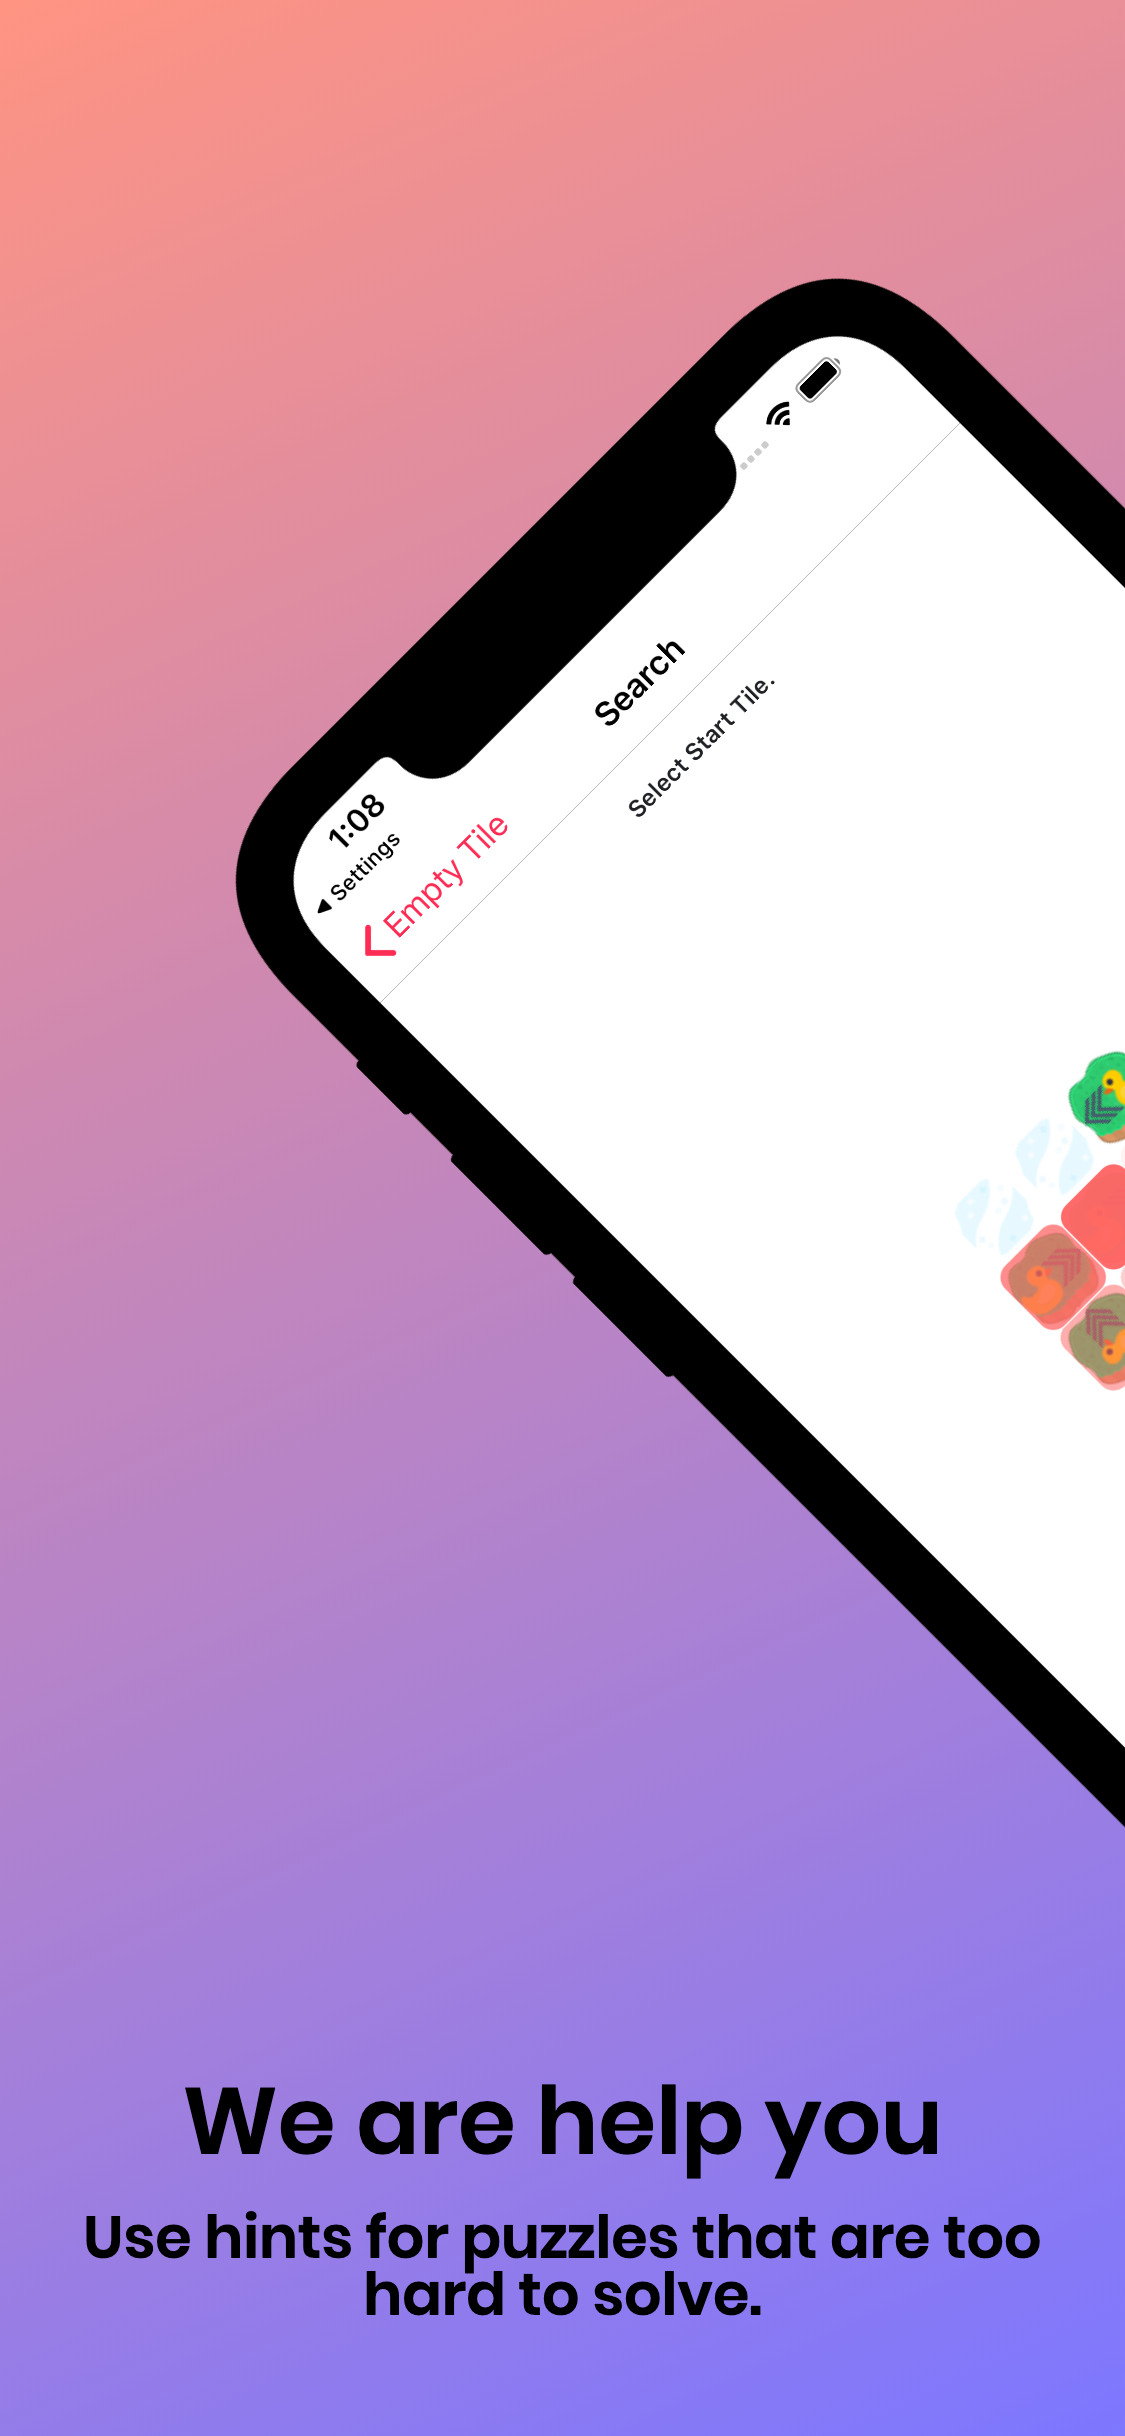 1:08
Settings
Empty Tile
Search
Select Start Tile.
We are help you
Use hints for puzzles that are too
hard to solve.